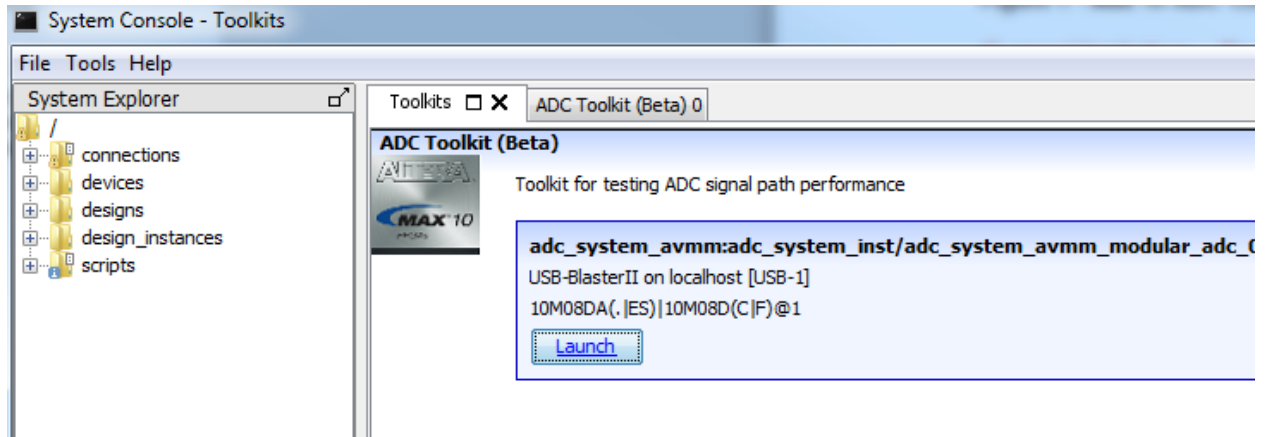 System Console - Toolkits
File Tools Help
System Explorer
/
connections
devices
designs
design_instances
scripts
Toolkits
ADC Toolkit (Beta) 0
ADC Toolkit (Beta)
ALTERA
MAX 10
Toolkit for testing ADC signal path performance
adc_system_avmm:adc_system_inst/adc_system_avmm_modular_adc_0
USB-BlasterII on localhost [USB-1]
10M08DA(.|ES)|10M08D(C|F)@1
Launch